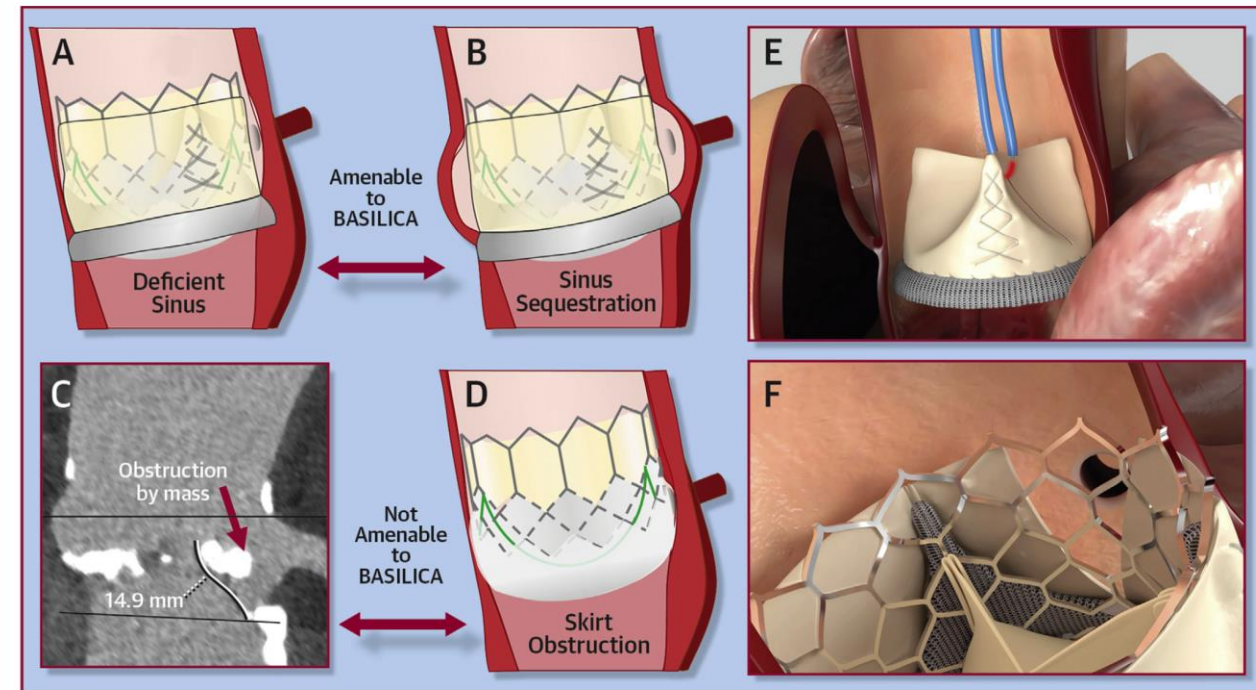 A
B
E
Amenable
to
BASILICA
Deficient
Sinus
Sinus
Sequestration
C
Obstruction
by mass
14.9 mm
Not
Amenable
to
BASILICA
D
Skirt
Obstruction
F